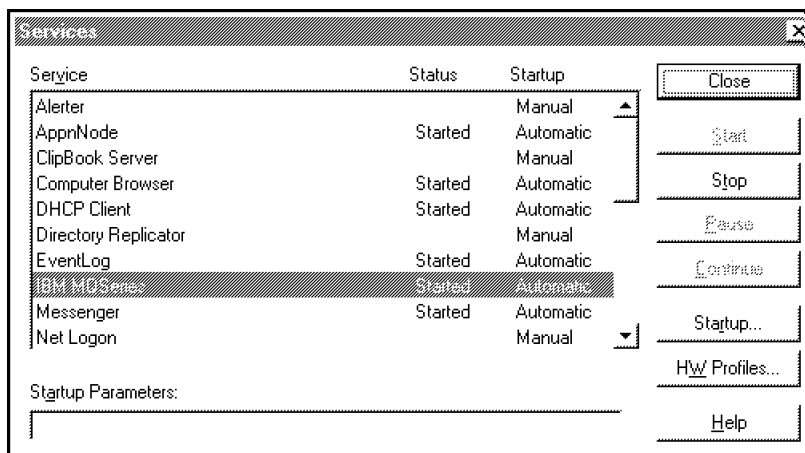 Services
Service Status Startup
Alerter Manual
AppnNode Started Automatic
ClipBook Server Manual
Computer Browser Started Automatic
DHCP Client Started Automatic
Directory Replicator Manual
EventLog Started Automatic
IBM MQSeries Started Automatic
Messenger Started Automatic
Net Logon Manual
Startup Parameters:
Close
Start
Stop
Pause
Continue
Startup...
HW Profiles...
Help